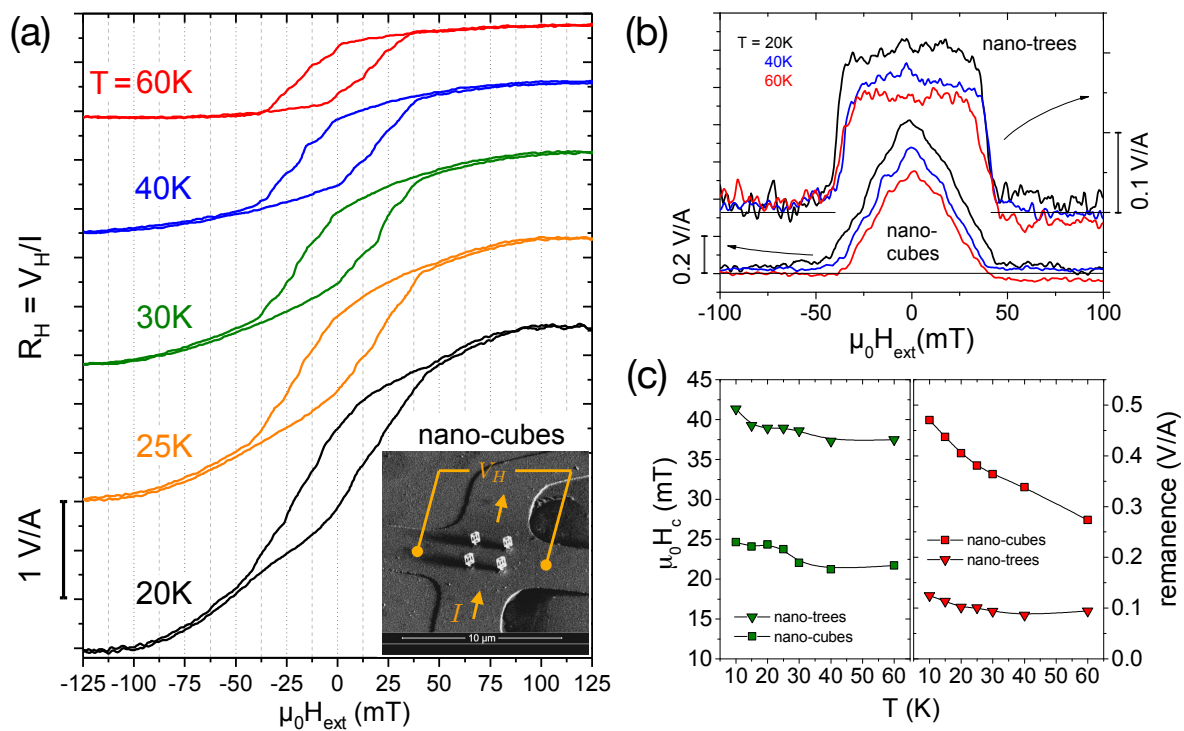 (a)
T = 60K
40K
30K
25K
20K
R_H = V_H/I
1 V/A
nano-cubes
V_H
I
10 µm
-125 -100 -75 -50 -25 0 25 50 75 100 125
µ₀H_ext (mT)
(b)
T = 20K
40K
60K
nano-trees
nano-
cubes
0.2 V/A
0.1 V/A
-100 -50 0 50 100
µ₀H_ext(mT)
(c)
45
40
35
30
25
20
15
10
µ₀H_c (mT)
nano-trees
nano-cubes
nano-cubes
nano-trees
0.5
0.4
0.3
0.2
0.1
0.0
remanence (V/A)
10 20 30 40 50 60 10 20 30 40 50 60
T (K)